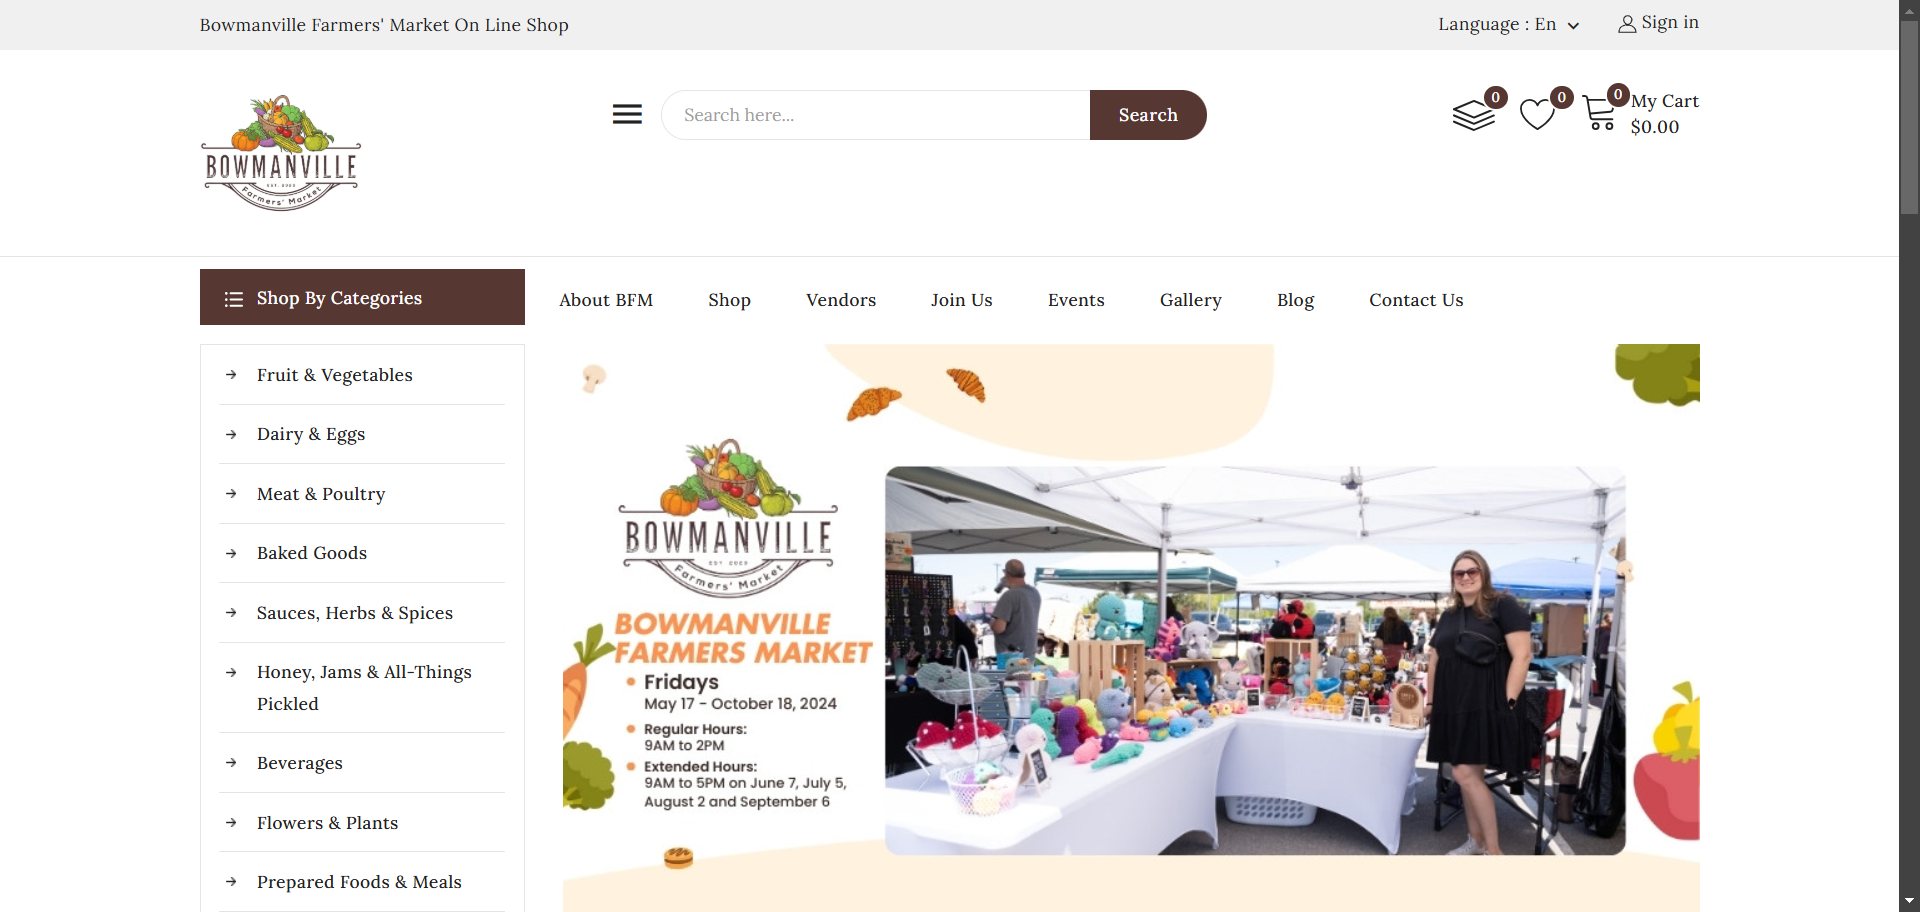 Bowmanville Farmers' Market On Line Shop
Language : En
Sign in
BOWMANVILLE
EST. 2023
Farmers' Market
Search here...
Search
0
0
0
My Cart
$0.00
Shop By Categories
About BFM
Shop
Vendors
Join Us
Events
Gallery
Blog
Contact Us
Fruit & Vegetables
Dairy & Eggs
Meat & Poultry
Baked Goods
Sauces, Herbs & Spices
Honey, Jams & All-Things
Pickled
Beverages
Flowers & Plants
Prepared Foods & Meals
BOWMANVILLE
EST 2023
Farmers' Market
BOWMANVILLE
FARMERS MARKET
Fridays
May 17 - October 18, 2024
Regular Hours:
9AM to 2PM
Extended Hours:
9AM to 5PM on June 7, July 5,
August 2 and September 6